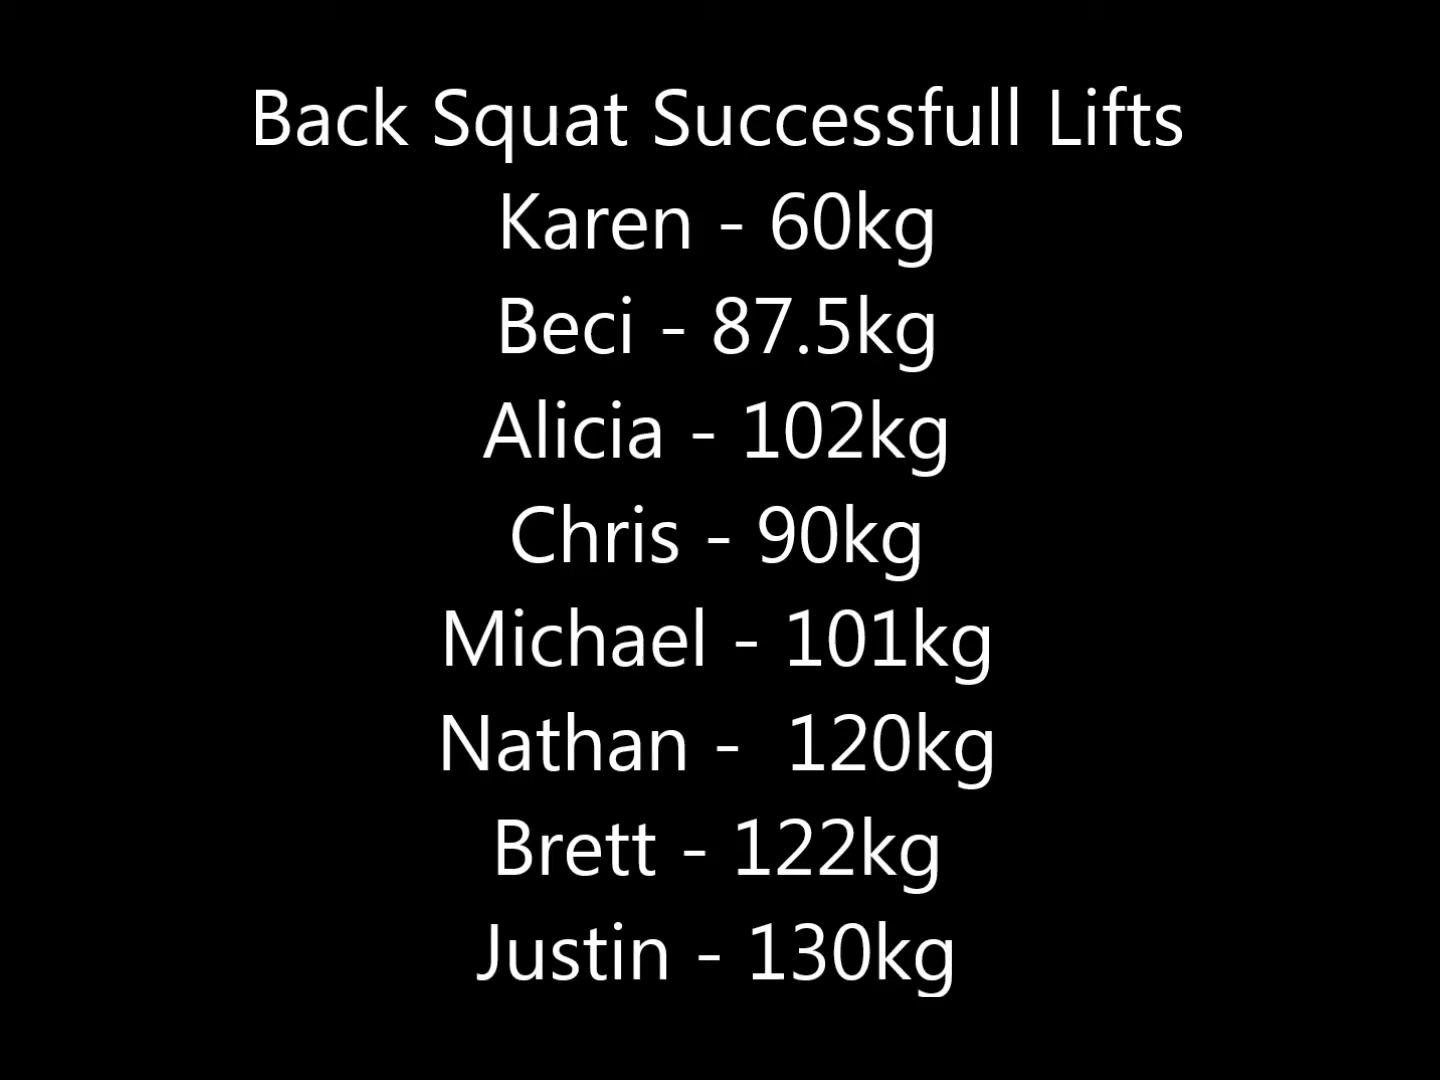 Back Squat Successfull Lifts
Karen - 60kg
Beci - 87.5kg
Alicia - 102kg
Chris - 90kg
Michael - 101kg
Nathan -  120kg
Brett - 122kg
Justin - 130kg